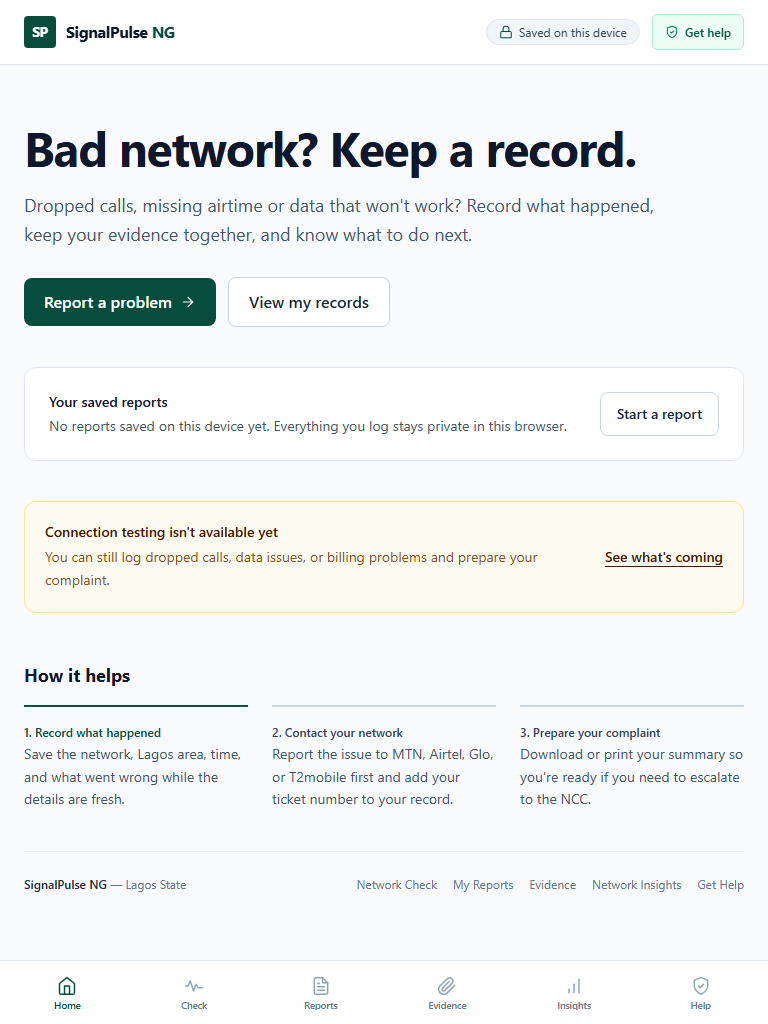 SP SignalPulse NG
Saved on this device
Get help
Bad network? Keep a record.
Dropped calls, missing airtime or data that won't work? Record what happened,
keep your evidence together, and know what to do next.
Report a problem →
View my records
Your saved reports
No reports saved on this device yet. Everything you log stays private in this browser.
Start a report
Connection testing isn't available yet
You can still log dropped calls, data issues, or billing problems and prepare your
complaint.
See what's coming
How it helps
1. Record what happened
Save the network, Lagos area, time,
and what went wrong while the
details are fresh.
2. Contact your network
Report the issue to MTN, Airtel, Glo,
or T2mobile first and add your
ticket number to your record.
3. Prepare your complaint
Download or print your summary so
you're ready if you need to escalate
to the NCC.
SignalPulse NG — Lagos State
Network Check My Reports Evidence Network Insights Get Help
Home Check Reports Evidence Insights Help